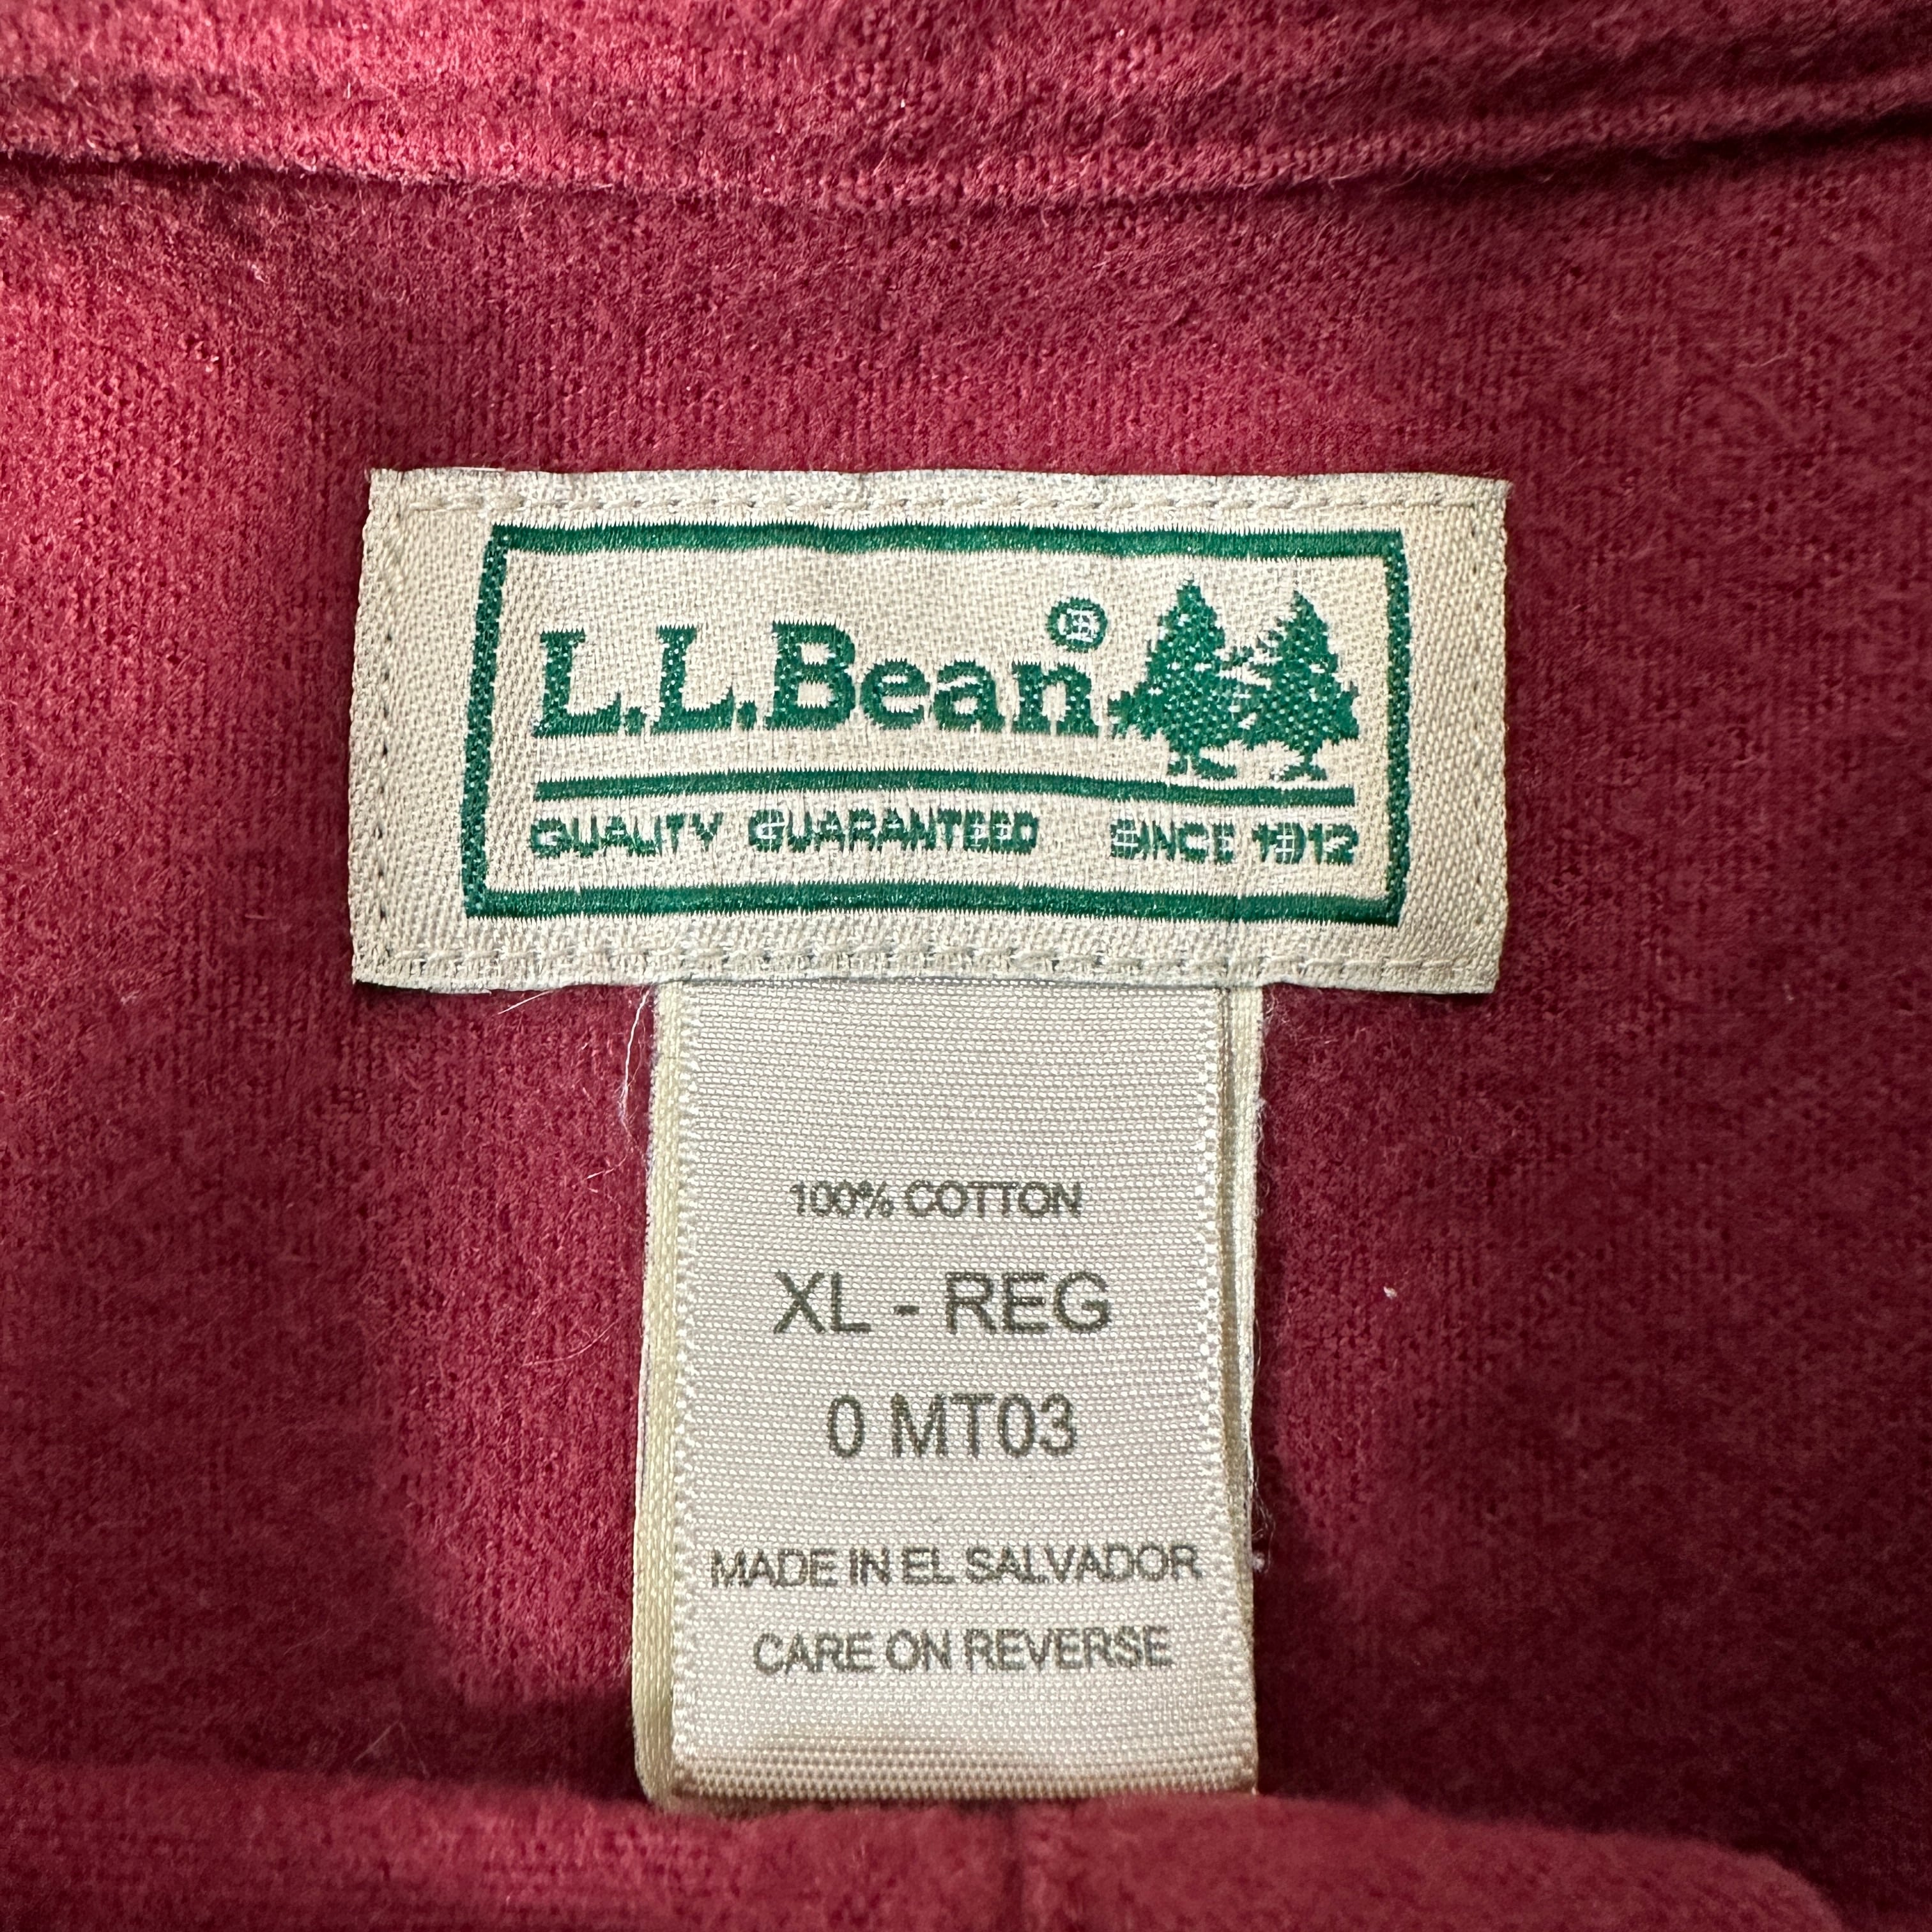 L.L.Bean®
QUALITY GUARANTEED SINCE 1912
100% COTTON
XL - REG
0 MT03
MADE IN EL SALVADOR
CARE ON REVERSE